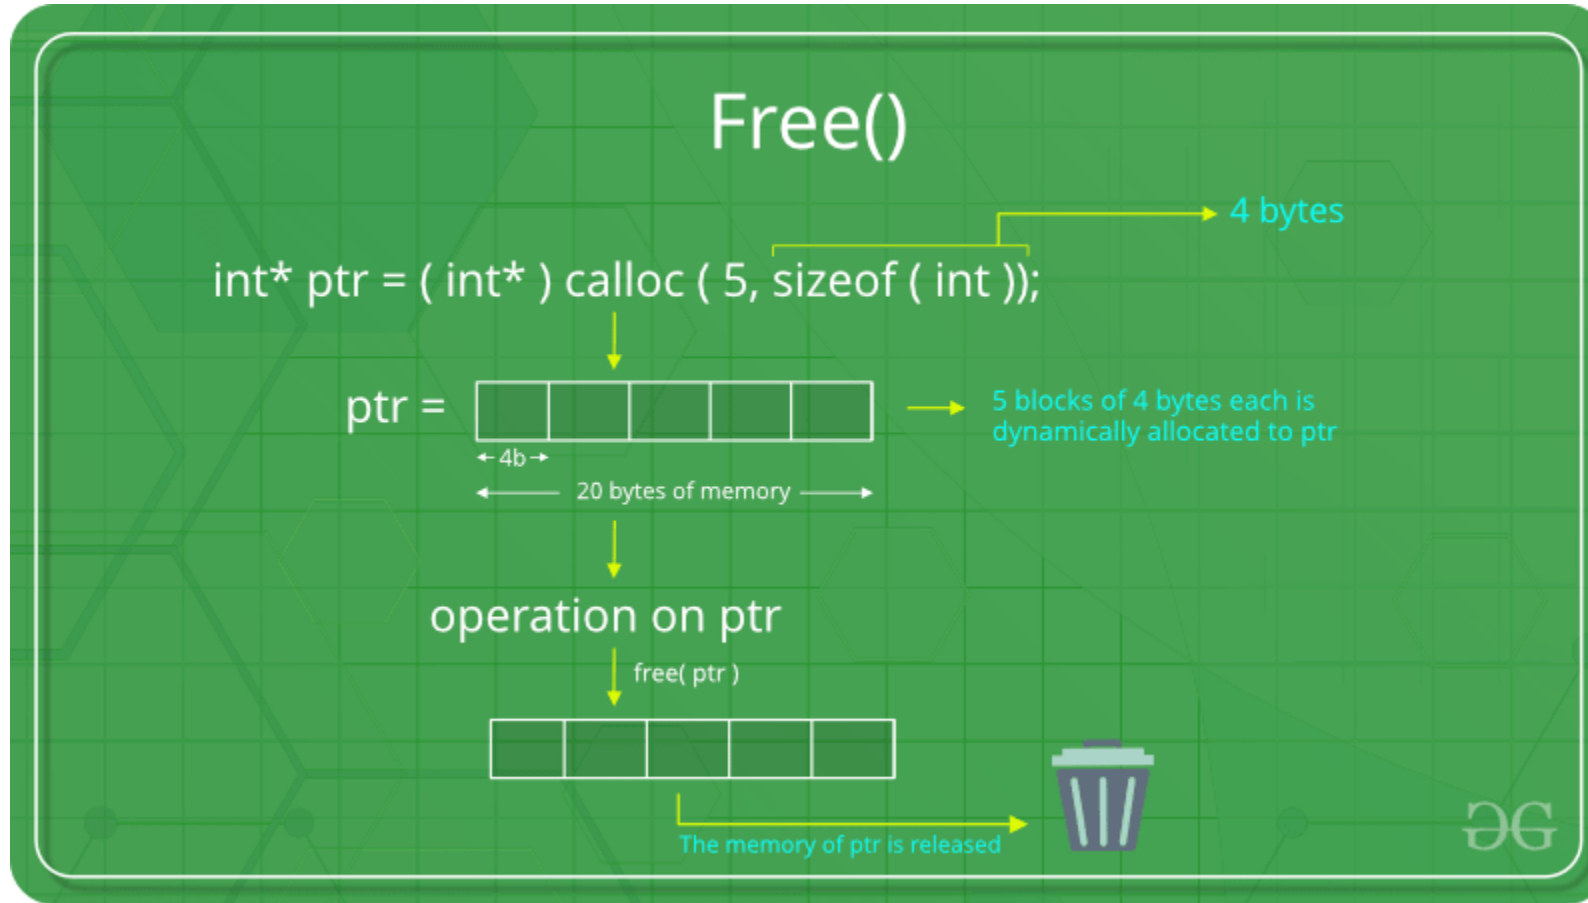 Free()
4 bytes
int* ptr = ( int* ) calloc ( 5, sizeof ( int ));
ptr =
5 blocks of 4 bytes each is
dynamically allocated to ptr
4b
20 bytes of memory
operation on ptr
free( ptr )
The memory of ptr is released